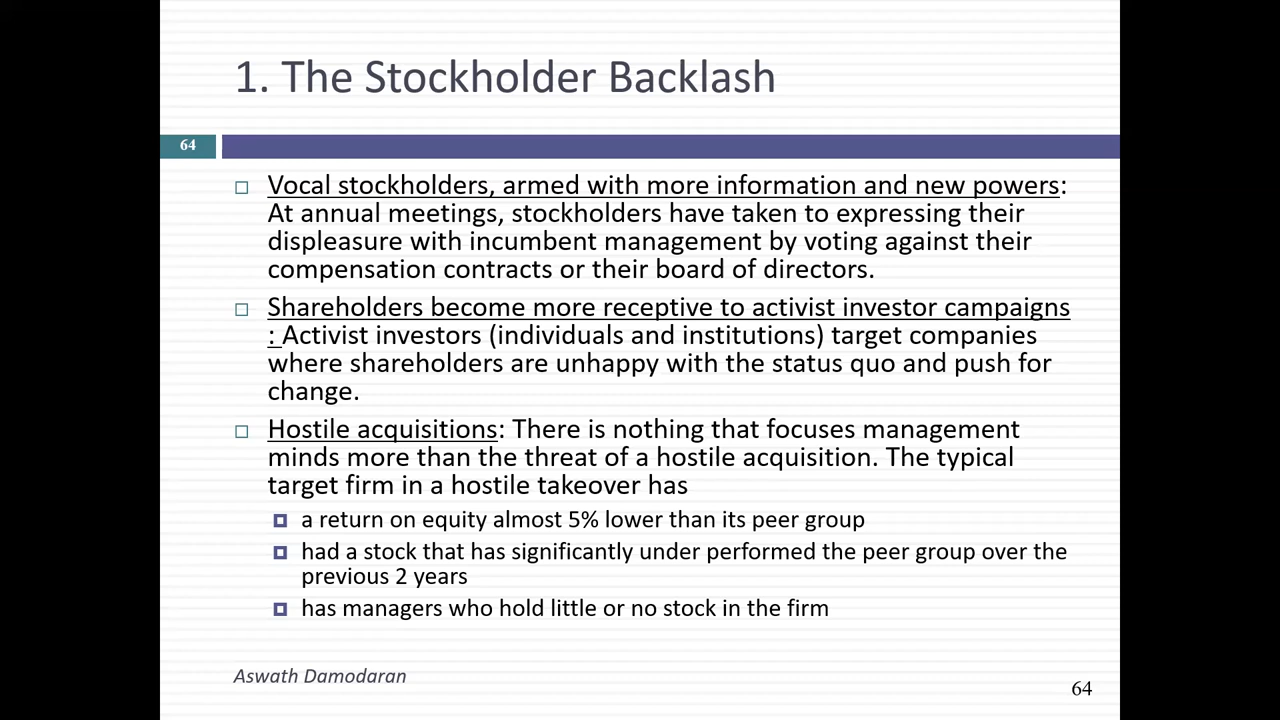 1. The Stockholder Backlash
64
Vocal stockholders, armed with more information and new powers:
At annual meetings, stockholders have taken to expressing their
displeasure with incumbent management by voting against their
compensation contracts or their board of directors.
Shareholders become more receptive to activist investor campaigns
: Activist investors (individuals and institutions) target companies
where shareholders are unhappy with the status quo and push for
change.
Hostile acquisitions: There is nothing that focuses management
minds more than the threat of a hostile acquisition. The typical
target firm in a hostile takeover has
a return on equity almost 5% lower than its peer group
had a stock that has significantly under performed the peer group over the
previous 2 years
has managers who hold little or no stock in the firm
Aswath Damodaran
64